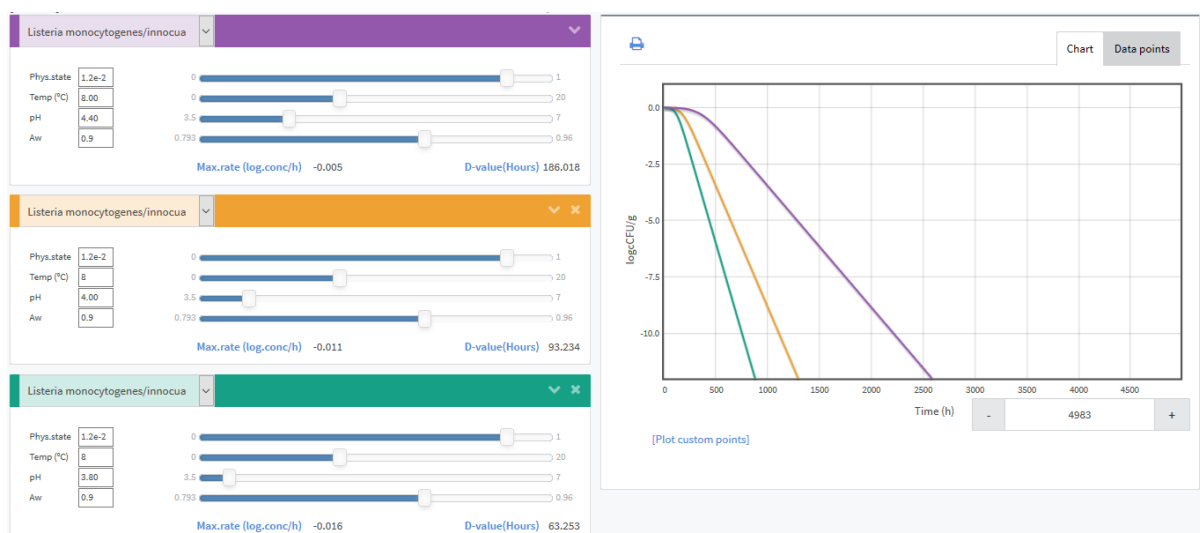 Listeria monocytogenes/innocua
Phys.state 1.2e-2 0 1
Temp (ºC) 8.00 0 20
pH 4.40 3.5 7
Aw 0.9 0.793 0.96
Max.rate (log.conc/h) -0.005 D-value(Hours) 186.018
Listeria monocytogenes/innocua
Phys.state 1.2e-2 0 1
Temp (ºC) 8 0 20
pH 4.00 3.5 7
Aw 0.9 0.793 0.96
Max.rate (log.conc/h) -0.011 D-value(Hours) 93.234
Listeria monocytogenes/innocua
Phys.state 1.2e-2 0 1
Temp (ºC) 8 0 20
pH 3.80 3.5 7
Aw 0.9 0.793 0.96
Max.rate (log.conc/h) -0.016 D-value(Hours) 63.253
Chart Data points
0.0
-2.5
-5.0
-7.5
-10.0
logcCFU/g
0 500 1000 1500 2000 2500 3000 3500 4000 4500
Time (h) - 4983 +
[Plot custom points]